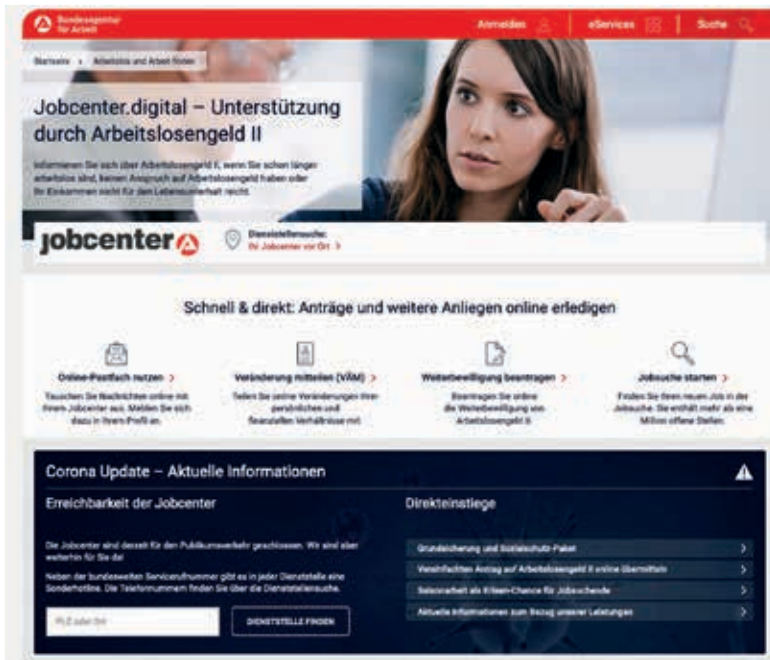 Bundesagentur
für Arbeit
Anmelden
eServices
Suche
Startseite > Arbeitslos und Arbeit finden
Jobcenter.digital – Unterstützung
durch Arbeitslosengeld II
Informieren Sie sich über Arbeitslosengeld II, wenn Sie schon länger
arbeitslos sind, keinen Anspruch auf Arbeitslosengeld haben oder
Ihr Einkommen nicht für den Lebensunterhalt reicht.
jobcenter
Dienststellensuche:
Ihr Jobcenter vor Ort >
Schnell & direkt: Anträge und weitere Anliegen online erledigen
Online-Postfach nutzen >
Tauschen Sie Nachrichten online mit
Ihrem Jobcenter aus. Melden Sie sich
dazu in Ihrem Profil an.
Veränderung mitteilen (VÄM) >
Teilen Sie online Veränderungen Ihrer
persönlichen und
finanziellen Verhältnisse mit.
Weiterbewilligung beantragen >
Beantragen Sie online
die Weiterbewilligung von
Arbeitslosengeld II.
Jobsuche starten >
Finden Sie Ihren neuen Job in der
Jobsuche. Sie enthält mehr als eine
Million offene Stellen.
Corona Update – Aktuelle Informationen
Erreichbarkeit der Jobcenter
Die Jobcenter sind derzeit für den Publikumsverkehr geschlossen. Wir sind aber
weiterhin für Sie da!
Neben der bundesweiten Servicerufnummer gibt es in jeder Dienststelle eine
Sonderhotline. Die Telefonnummern finden Sie über die Dienststellensuche.
PLZ oder Ort
DIENSTSTELLE FINDEN
Direkteinstiege
Grundsicherung und Sozialschutz-Paket >
Vereinfachten Antrag auf Arbeitslosengeld II online übermitteln >
Saisonarbeit als Krisen-Chance für Jobsuchende >
Aktuelle Informationen zum Bezug unserer Leistungen >